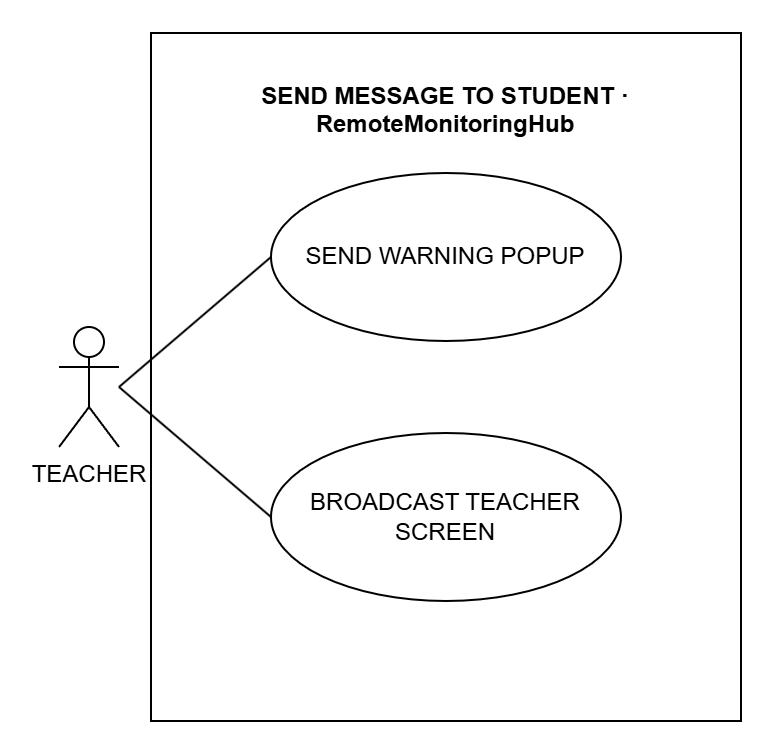 SEND MESSAGE TO STUDENT ·
RemoteMonitoringHub
SEND WARNING POPUP
TEACHER
BROADCAST TEACHER
SCREEN